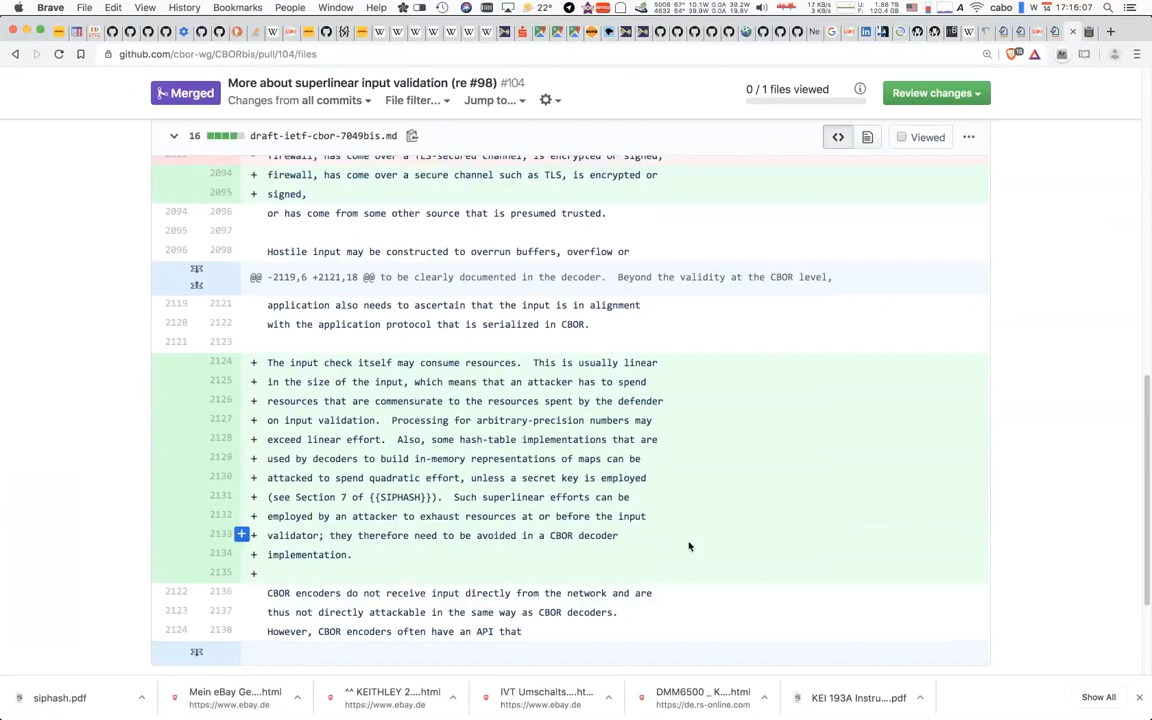 Brave File Edit View History Bookmarks People Window Help 22° cabo W 14 17:16:07
github.com/cbor-wg/CBORbis/pull/104/files
Merged
More about superlinear input validation (re #98) #104
Changes from all commits File filter... Jump to...
0 / 1 files viewed
Review changes
16 draft-ietf-cbor-7049bis.md
Viewed
firewall, has come over a TLS-secured channel, is encrypted or signed,
2094 + firewall, has come over a secure channel such as TLS, is encrypted or
2095 + signed,
2094 2096 or has come from some other source that is presumed trusted.
2095 2097
2096 2098 Hostile input may be constructed to overrun buffers, overflow or
@@ -2119,6 +2121,18 @@ to be clearly documented in the decoder. Beyond the validity at the CBOR level,
2119 2121 application also needs to ascertain that the input is in alignment
2120 2122 with the application protocol that is serialized in CBOR.
2121 2123
2124 + The input check itself may consume resources. This is usually linear
2125 + in the size of the input, which means that an attacker has to spend
2126 + resources that are commensurate to the resources spent by the defender
2127 + on input validation. Processing for arbitrary-precision numbers may
2128 + exceed linear effort. Also, some hash-table implementations that are
2129 + used by decoders to build in-memory representations of maps can be
2130 + attacked to spend quadratic effort, unless a secret key is employed
2131 + (see Section 7 of {{SIPHASH}}). Such superlinear efforts can be
2132 + employed by an attacker to exhaust resources at or before the input
2133 + validator; they therefore need to be avoided in a CBOR decoder
2134 + implementation.
2135 +
2122 2136 CBOR encoders do not receive input directly from the network and are
2123 2137 thus not directly attackable in the same way as CBOR decoders.
2124 2138 However, CBOR encoders often have an API that
siphash.pdf
Mein eBay Ge....html
https://www.ebay.de
^^ KEITHLEY 2....html
https://www.ebay.de
IVT Umschalts....html
https://www.ebay.de
DMM6500 _ K....html
https://de.rs-online.com
KEI 193A Instru....pdf
Show All